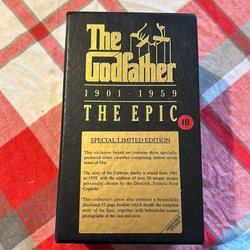 The
Godfather
1901 - 1959
THE EPIC
18
SPECIAL LIMITED EDITION
This exclusive boxed set contains three specially
produced video cassettes comprising almost seven
hours of film.
The story of the Corleone family is traced from 1901
to 1959, with the addition of over 30 unique scenes
personally chosen by the Director, Francis Ford
Coppola.
This collector's piece also contains a beautifully
illustrated 12 page booklet which details the complete
story of the Epic, together with behind-the-scenes
photographs of the cast and crew.